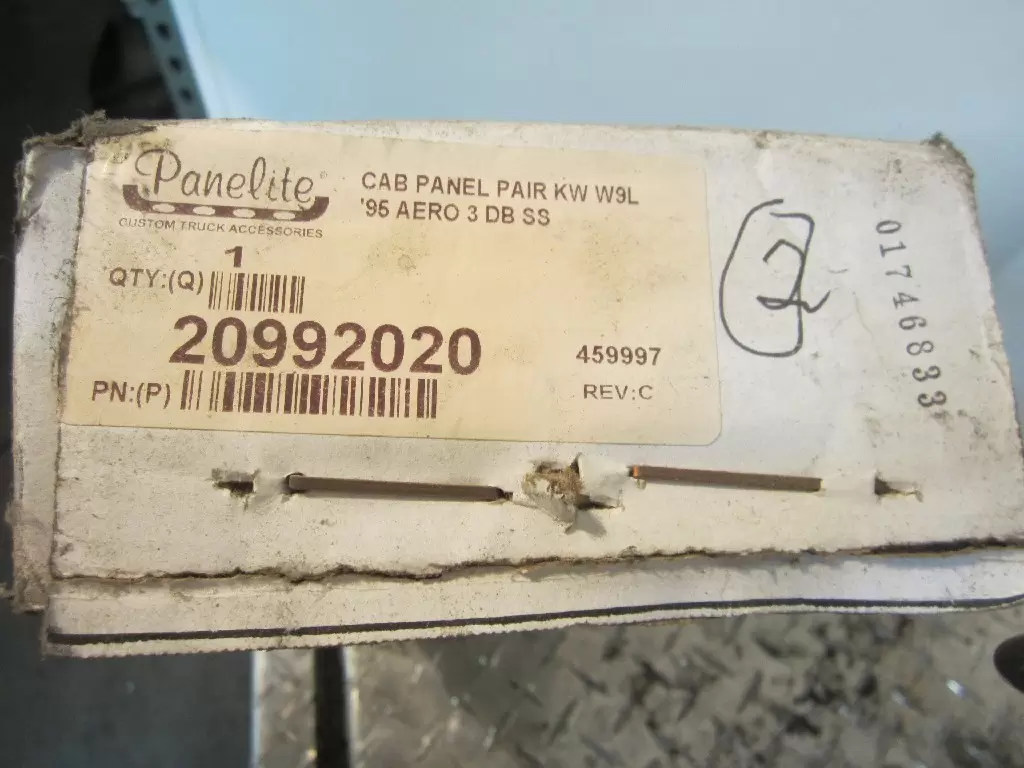 Panelite®
CUSTOM TRUCK ACCESSORIES
CAB PANEL PAIR KW W9L
'95 AERO 3 DB SS
1
QTY:(Q)
20992020
PN:(P)
459997
REV:C
2
01746833